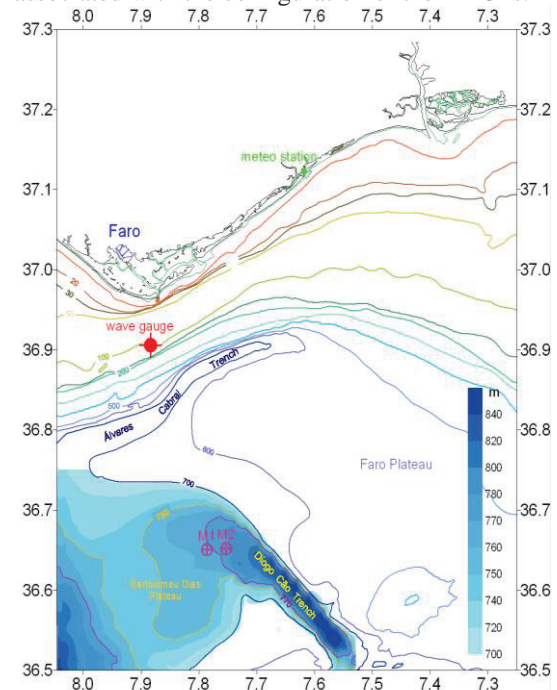 8.0 7.9 7.8 7.7 7.6 7.5 7.4 7.3
37.3 37.3
37.2 37.2
meteo station
37.1 37.1
Faro
37.0 37.0
20
30
wave gauge
100
36.9 36.9
200
Trench
500
Cabral
m
Álvares
840
36.8 36.8
600
820
Faro Plateau
800
700
780
36.7 36.7
760
M1 M2
740
Diogo Cão Trench
36.6 36.6
Bartolomeu Dias
Plateau
720
700
36.5 36.5
8.0 7.9 7.8 7.7 7.6 7.5 7.4 7.3